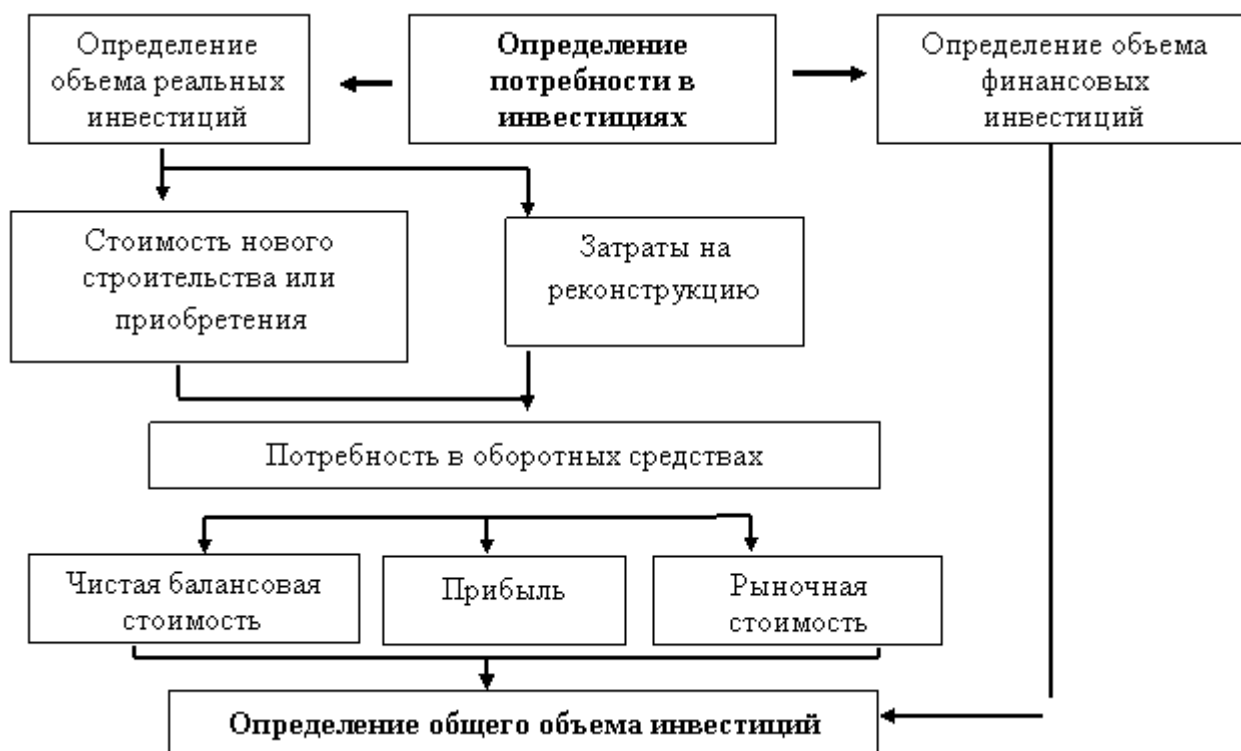 Определение
объема реальных
инвестиций
Определение
потребности в
инвестициях
Определение объема
финансовых
инвестиций
Стоимость нового
строительства или
приобретения
Затраты на
реконструкцию
Потребность в оборотных средствах
Чистая балансовая
стоимость
Прибыль
Рыночная
стоимость
Определение общего объема инвестиций